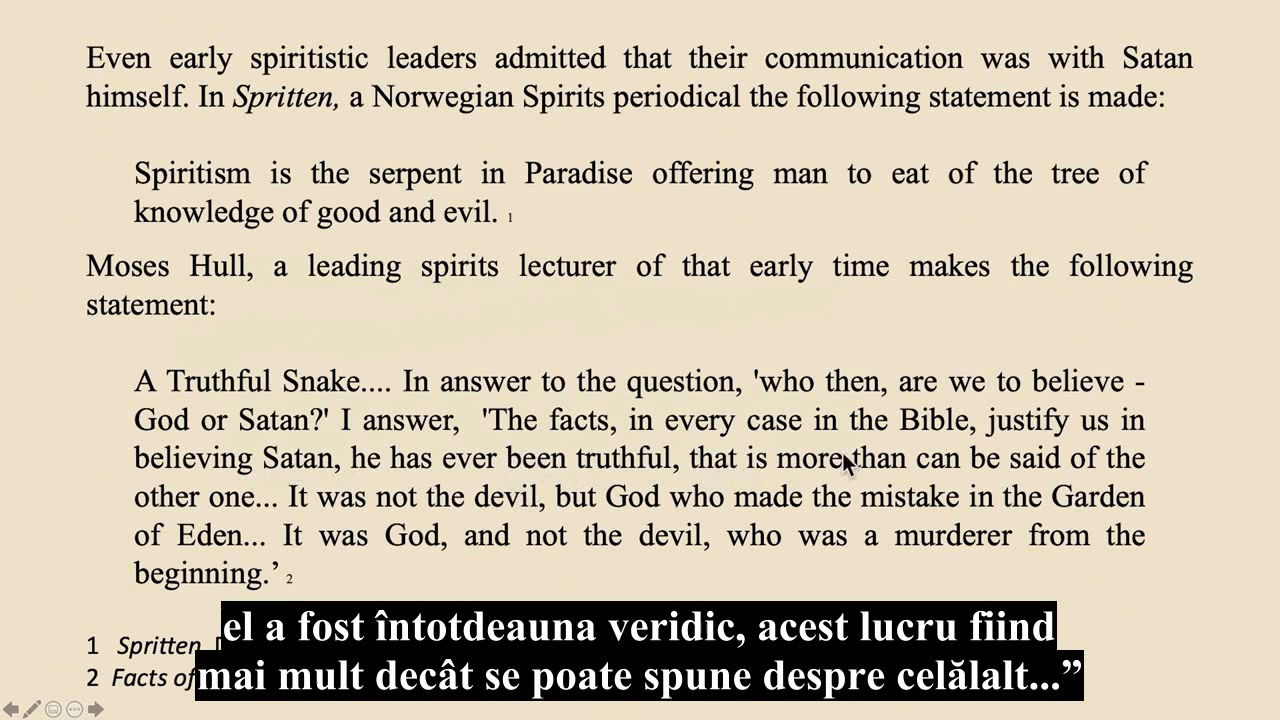 Even early spiritistic leaders admitted that their communication was with Satan
himself. In Spritten, a Norwegian Spirits periodical the following statement is made:
Spiritism is the serpent in Paradise offering man to eat of the tree of
knowledge of good and evil. 1
Moses Hull, a leading spirits lecturer of that early time makes the following
statement:
A Truthful Snake.... In answer to the question, 'who then, are we to believe -
God or Satan?' I answer, 'The facts, in every case in the Bible, justify us in
believing Satan, he has ever been truthful, that is more than can be said of the
other one... It was not the devil, but God who made the mistake in the Garden
of Eden... It was God, and not the devil, who was a murderer from the
beginning.’ 2
1 Spritten
2 Facts of
el a fost întotdeauna veridic, acest lucru fiind
mai mult decât se poate spune despre celălalt...”